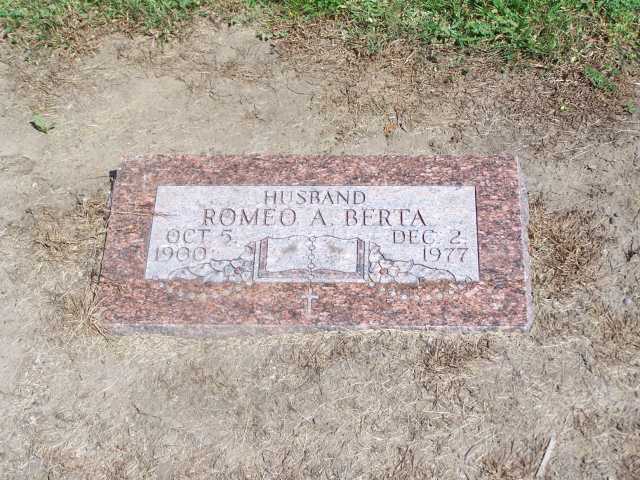 HUSBAND
ROMEO A. BERTA
OCT 5 DEC 2
1900 1977